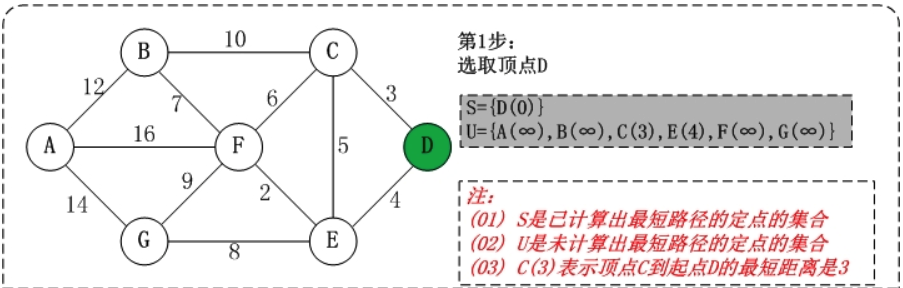 B
10
C
第1步：
选取顶点D
12
7
6
3
S={D(0)}
U={A(∞),B(∞),C(3),E(4),F(∞),G(∞)}
A
16
F
5
D
14
9
2
4
G
8
E
注：
(01) S是已计算出最短路径的定点的集合
(02) U是未计算出最短路径的定点的集合
(03) C(3)表示顶点C到起点D的最短距离是3